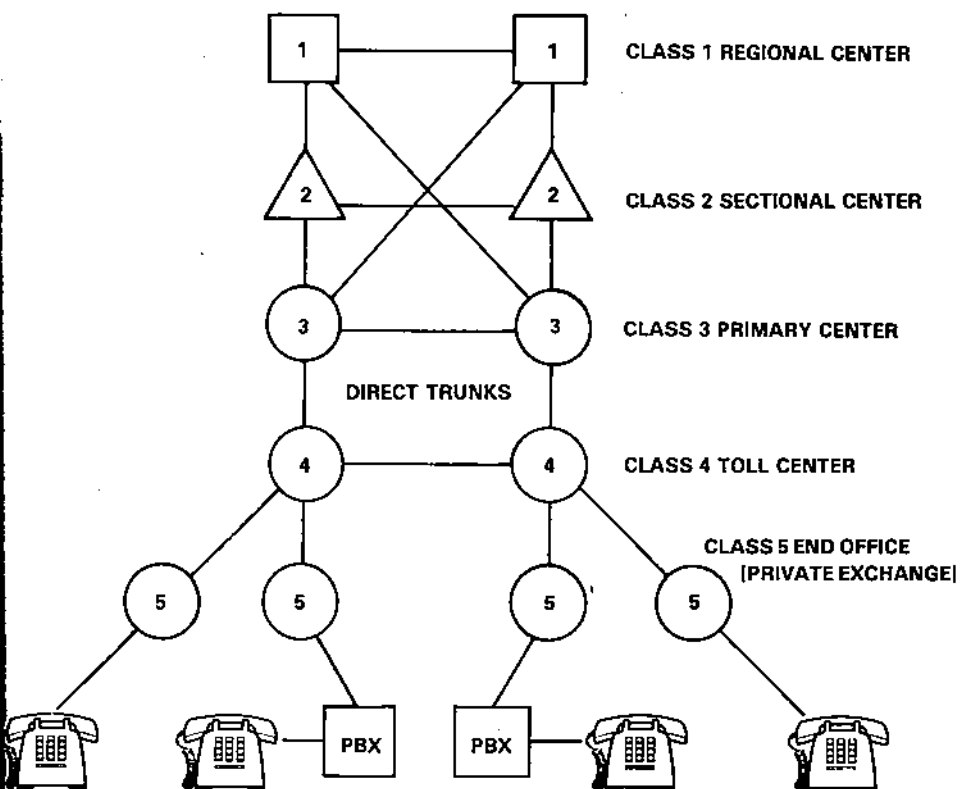 1 1 CLASS 1 REGIONAL CENTER
2 2 CLASS 2 SECTIONAL CENTER
3 3 CLASS 3 PRIMARY CENTER
DIRECT TRUNKS
4 4 CLASS 4 TOLL CENTER
CLASS 5 END OFFICE
[PRIVATE EXCHANGE]
5 5 5 5
PBX PBX